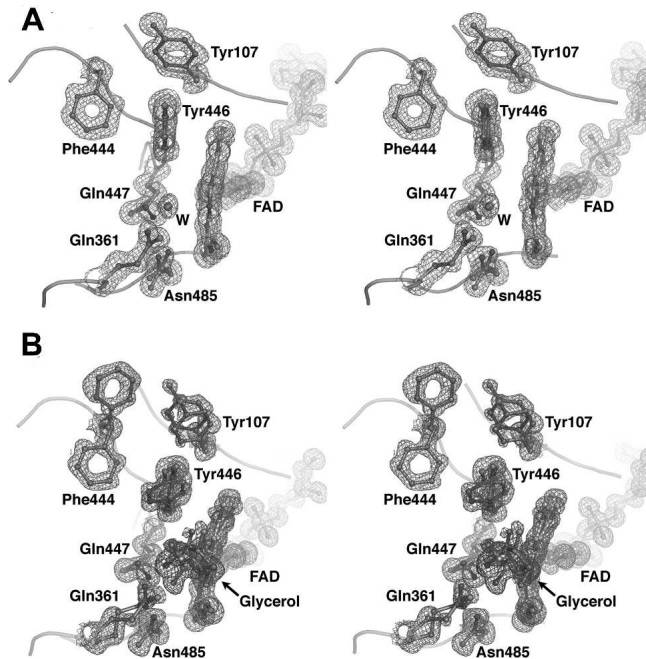 A
Tyr107 Tyr107
Tyr446 Tyr446
Phe444 Phe444
Gln447 Gln447
W FAD W FAD
Gln361 Gln361
Asn485 Asn485
B
Tyr107 Tyr107
Tyr446 Tyr446
Phe444 Phe444
Gln447 Gln447
FAD FAD
Gln361 Glycerol Gln361 Glycerol
Asn485 Asn485